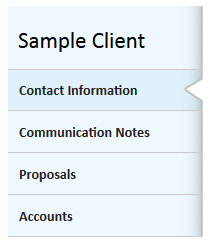 Sample Client
Contact Information
Communication Notes
Proposals
Accounts